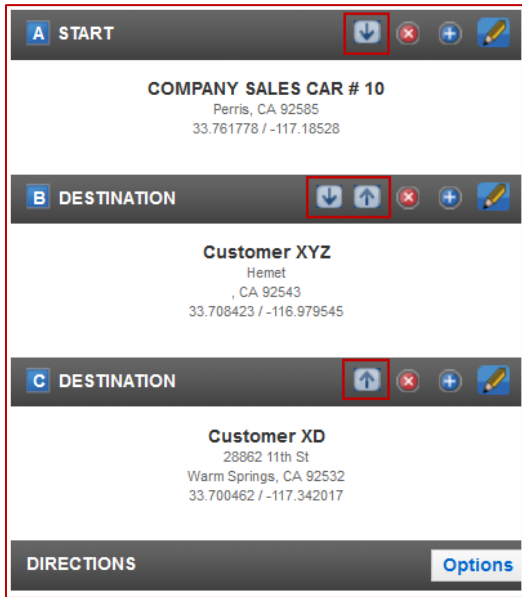 A START
COMPANY SALES CAR # 10
Perris, CA 92585
33.761778 / -117.18528
B DESTINATION
Customer XYZ
Hemet
, CA 92543
33.708423 / -116.979545
C DESTINATION
Customer XD
28862 11th St
Warm Springs, CA 92532
33.700462 / -117.342017
DIRECTIONS Options